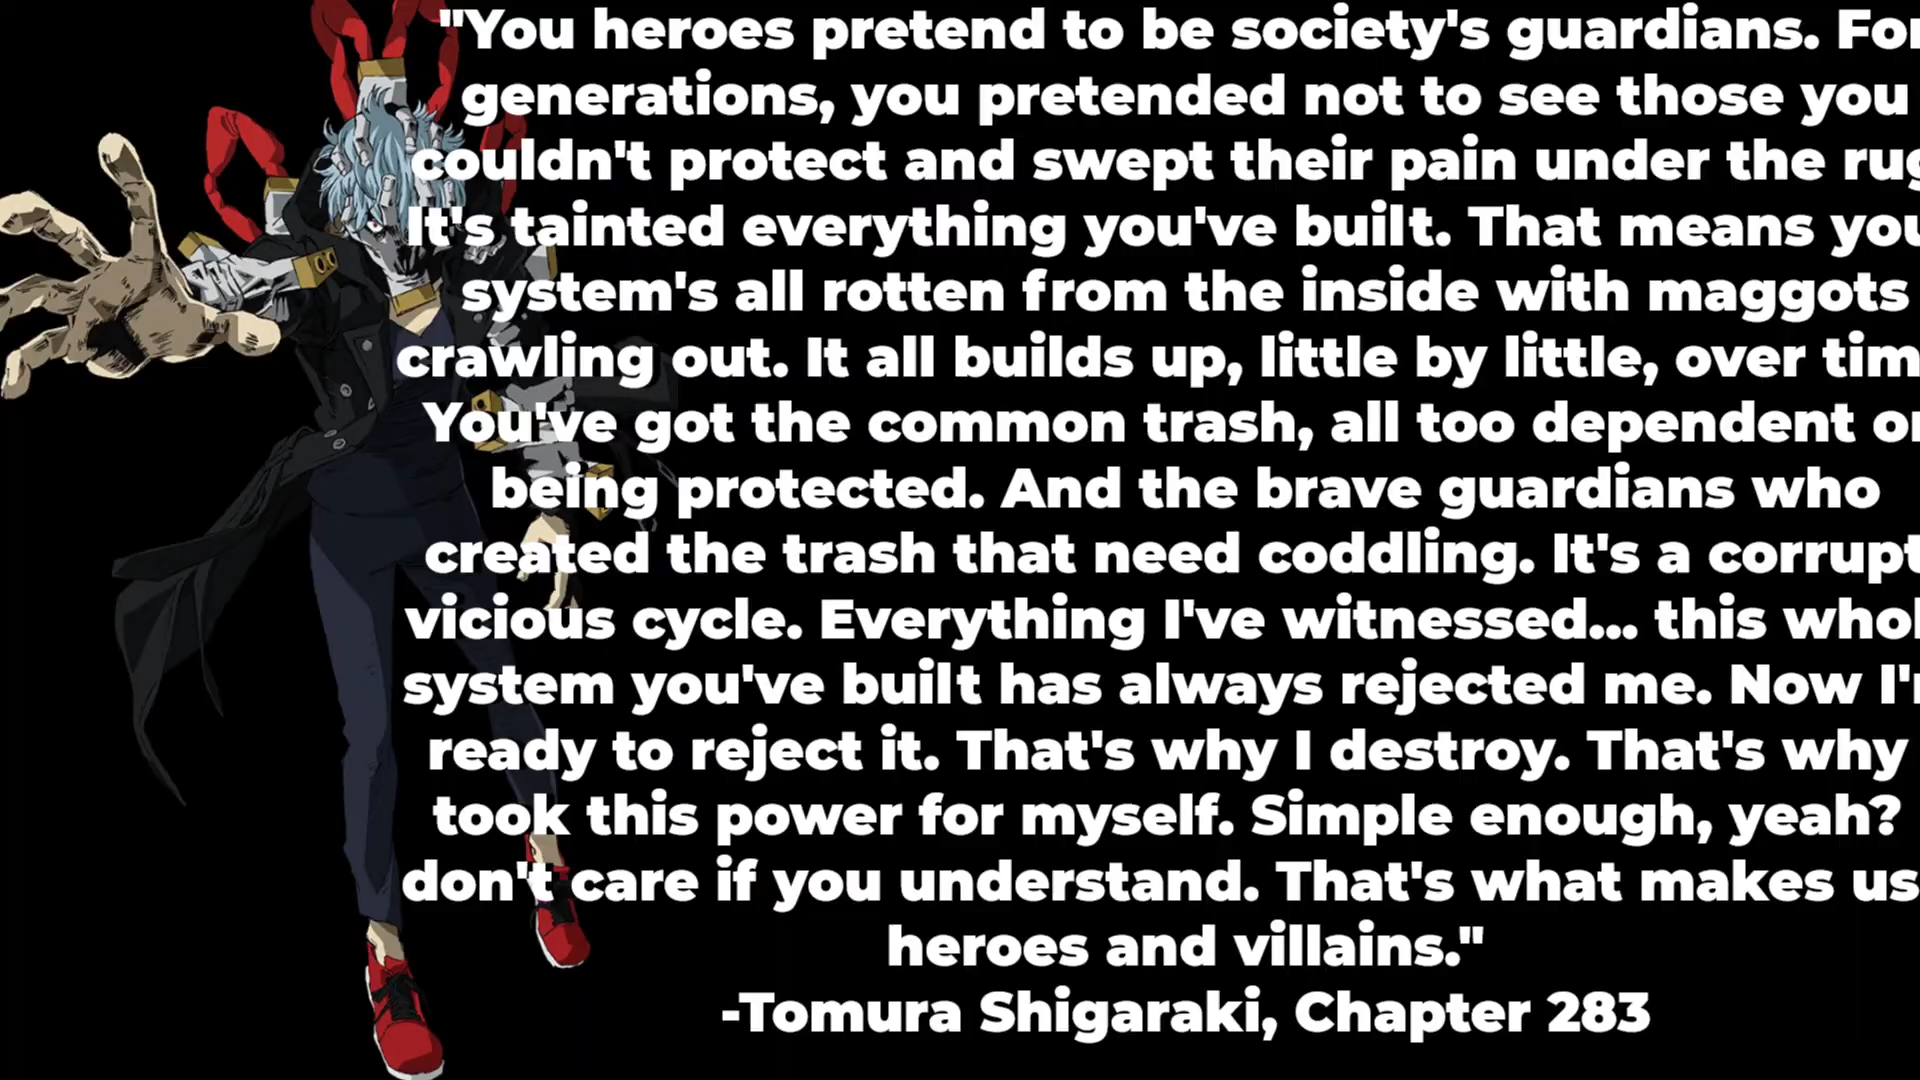 "You heroes pretend to be society's guardians. For
generations, you pretended not to see those you
couldn't protect and swept their pain under the rug
It's tainted everything you've built. That means you
system's all rotten from the inside with maggots
crawling out. It all builds up, little by little, over tim
You've got the common trash, all too dependent on
being protected. And the brave guardians who
created the trash that need coddling. It's a corrupt
vicious cycle. Everything I've witnessed... this whol
system you've built has always rejected me. Now I'm
ready to reject it. That's why I destroy. That's why
took this power for myself. Simple enough, yeah?
don't care if you understand. That's what makes us
heroes and villains."
-Tomura Shigaraki, Chapter 283